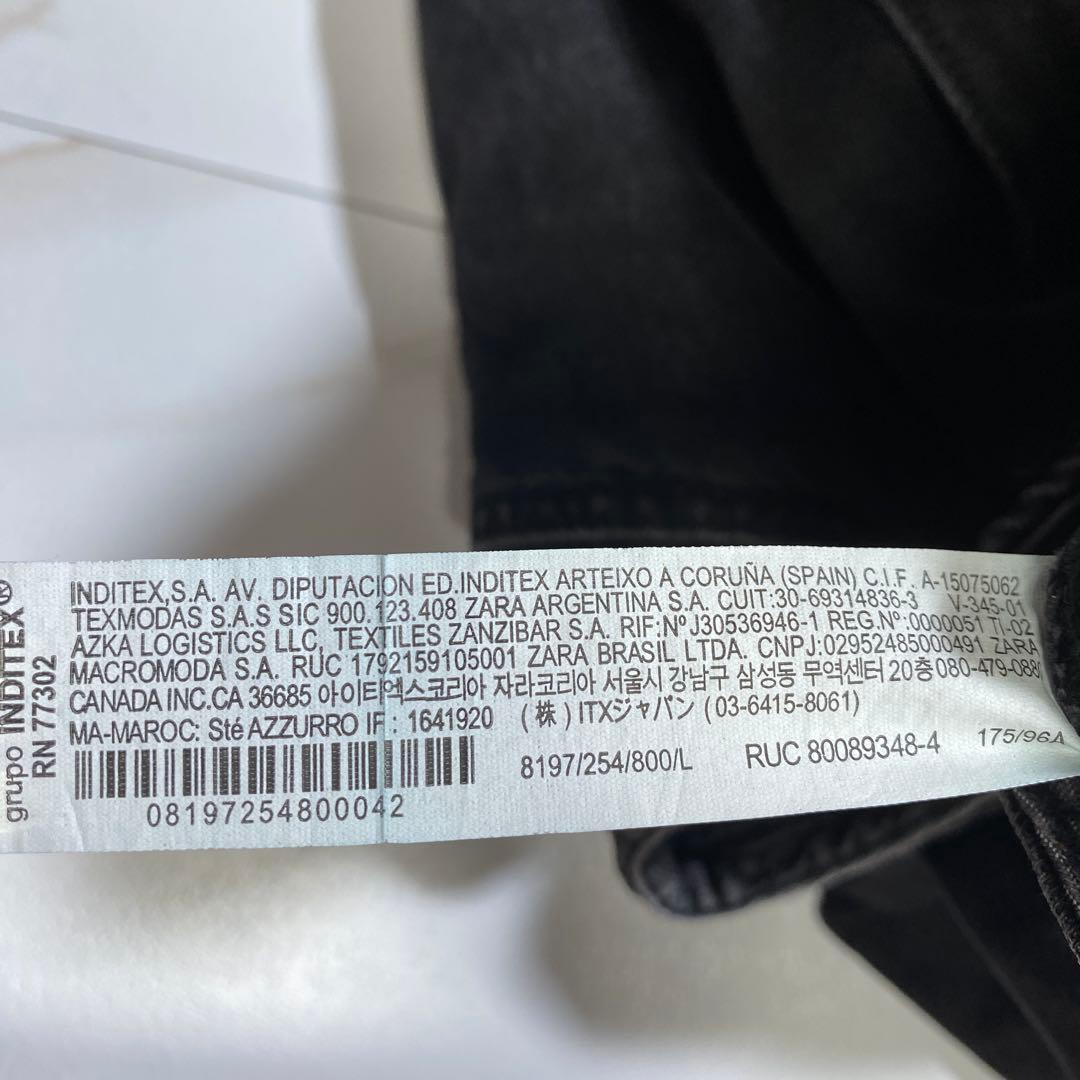 grupo INDITEX®
RN 77302
INDITEX,S.A. AV. DIPUTACION ED.INDITEX ARTEIXO A CORUÑA (SPAIN) C.I.F. A-15075062
TEXMODAS S.A.S SIC 900.123.408 ZARA ARGENTINA S.A. CUIT:30-69314836-3 V-345-01
AZKA LOGISTICS LLC, TEXTILES ZANZIBAR S.A. RIF:Nº J30536946-1 REG.Nº:0000051 TI-02
MACROMODA S.A. RUC 1792159105001 ZARA BRASIL LTDA. CNPJ:02952485000491 ZARA
CANADA INC.CA 36685 아이티엑스코리아 자라코리아 서울시 강남구 삼성동 무역센터 20층 080-479-0880
MA-MAROC: Sté AZZURRO IF : 1641920 (株) ITXジャパン (03-6415-8061)
8197/254/800/L RUC 80089348-4 175/96A
08197254800042